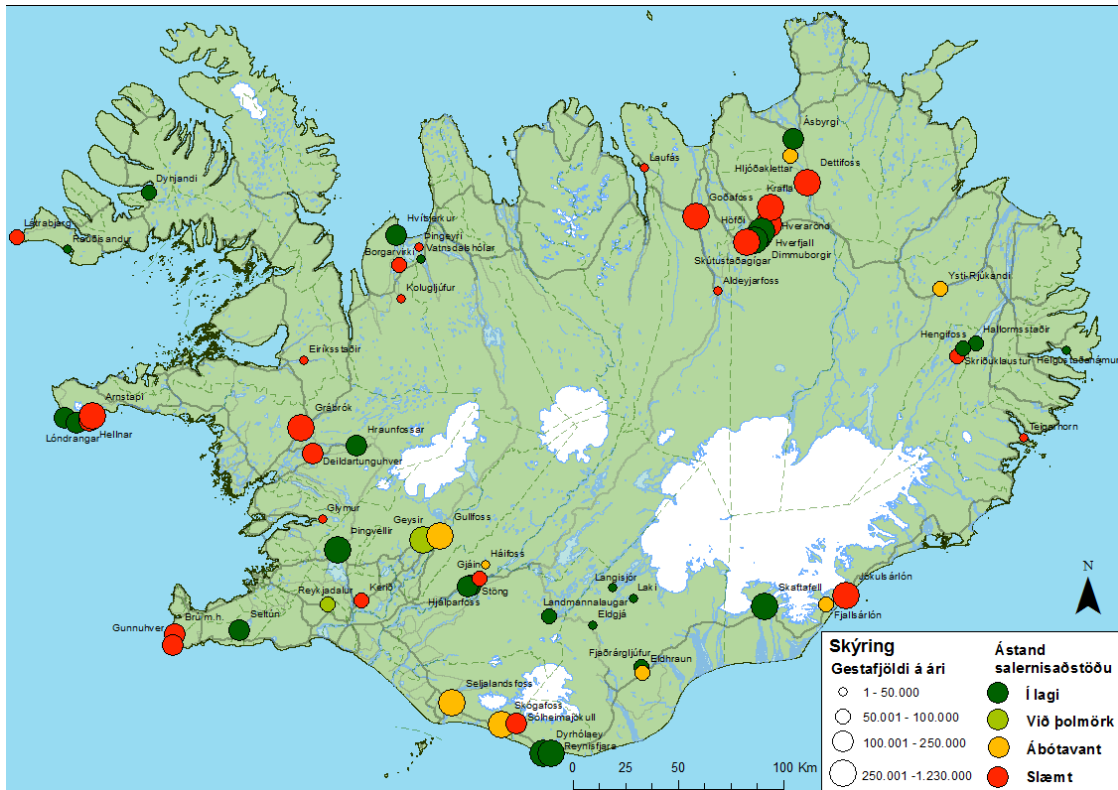 Ásbyrgi
Laufás
Hljóðaklettar
Dettifoss
Dynjandi
Krafla
Goðafoss
Hvítserkur
Höfði
Látrabjarg
Þingeyri
Hverarönd
Rauðisandur
Vatnsdalshólar
Borgarvirki
Hverfjall
Dimmuborgir
Skútustaðagígar
Ysti-Rjúkandi
Aldeyjarfoss
Kolugljúfur
Hallormsstaðir
Hengifoss
Eiríksstaðir
Skriðuklaustur
Helgustaðanámur
Arnstapi
Grábrók
Teigarhorn
Lóndrangar
Hellnar
Hraunfossar
Deildartunguhver
Glymur
Geysir
Gullfoss
Þingvellir
Háifoss
Gjáin
Jökulsárlón
Langisjór
Skaftafell
Reykjadalur
Kerið
Stöng
Laki
Hjálparfoss
Landmannalaugar
Fjallsárlón
Brú m.h.
Seltún
Eldgjá
Gunnuhver
Fjaðrárgljúfur
Eldhraun
Seljalandsfoss
Skógafoss
Sólheimajökull
Dyrhólaey
Reynisfjara
N
0 25 50 100 Km
Skýring
Gestafjöldi á ári
1 - 50.000
50.001 - 100.000
100.001 - 250.000
250.001 -1.230.000
Ástand
salernisaðstöðu
Í lagi
Við þolmörk
Ábótavant
Slæmt